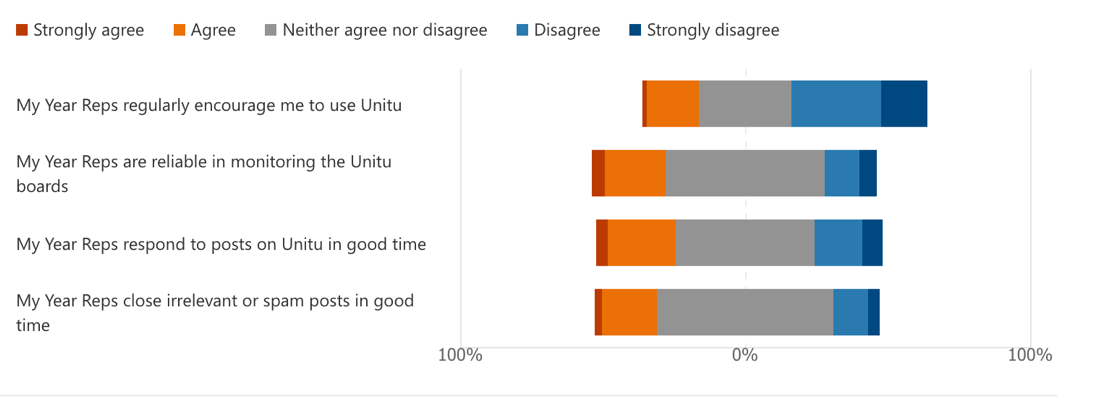 Strongly agree Agree Neither agree nor disagree Disagree Strongly disagree
My Year Reps regularly encourage me to use Unitu
My Year Reps are reliable in monitoring the Unitu
boards
My Year Reps respond to posts on Unitu in good time
My Year Reps close irrelevant or spam posts in good
time
100% 0% 100%